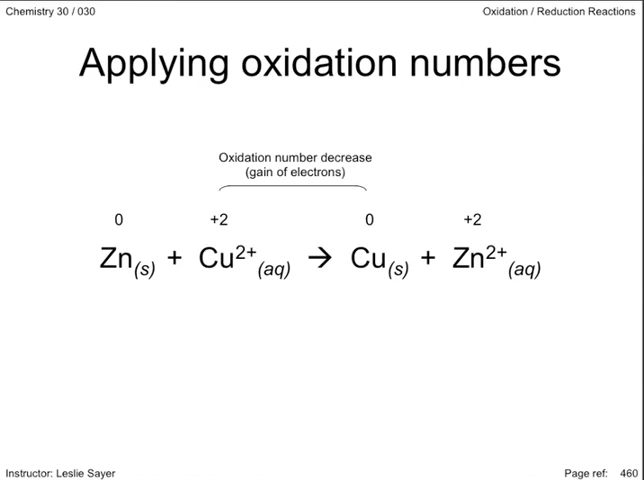 Chemistry 30 / 030
Oxidation / Reduction Reactions
Applying oxidation numbers
Oxidation number decrease
(gain of electrons)
0 +2 0 +2
Zn(s) + Cu2+(aq) → Cu(s) + Zn2+(aq)
Instructor: Leslie Sayer
Page ref: 460